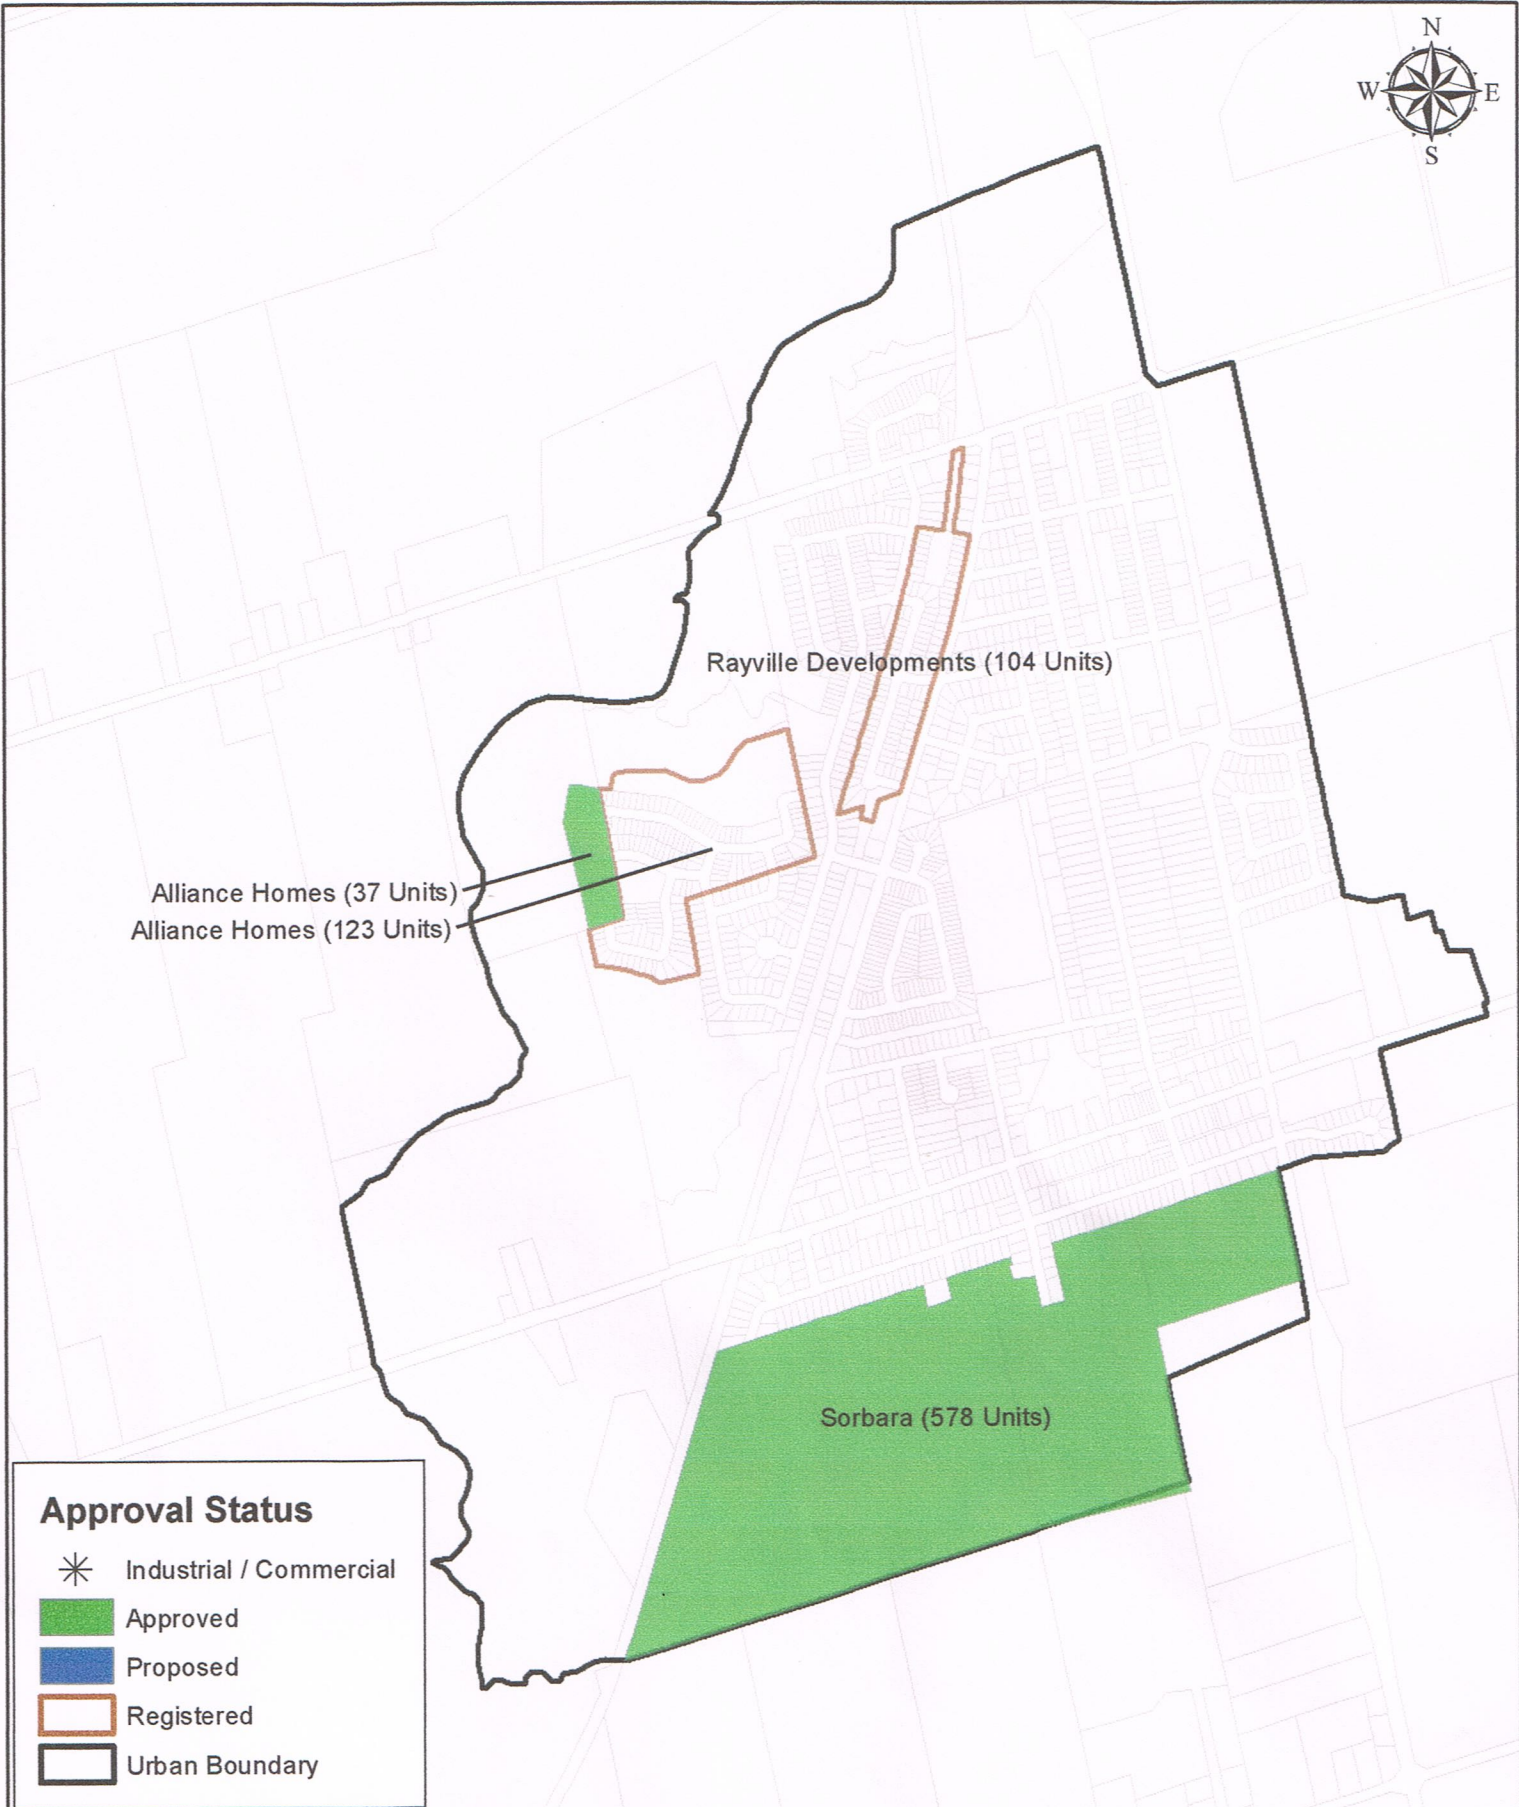 N
W E
S
Rayville Developments (104 Units)
Alliance Homes (37 Units)
Alliance Homes (123 Units)
Sorbara (578 Units)
Approval Status
Industrial / Commercial
Approved
Proposed
Registered
Urban Boundary